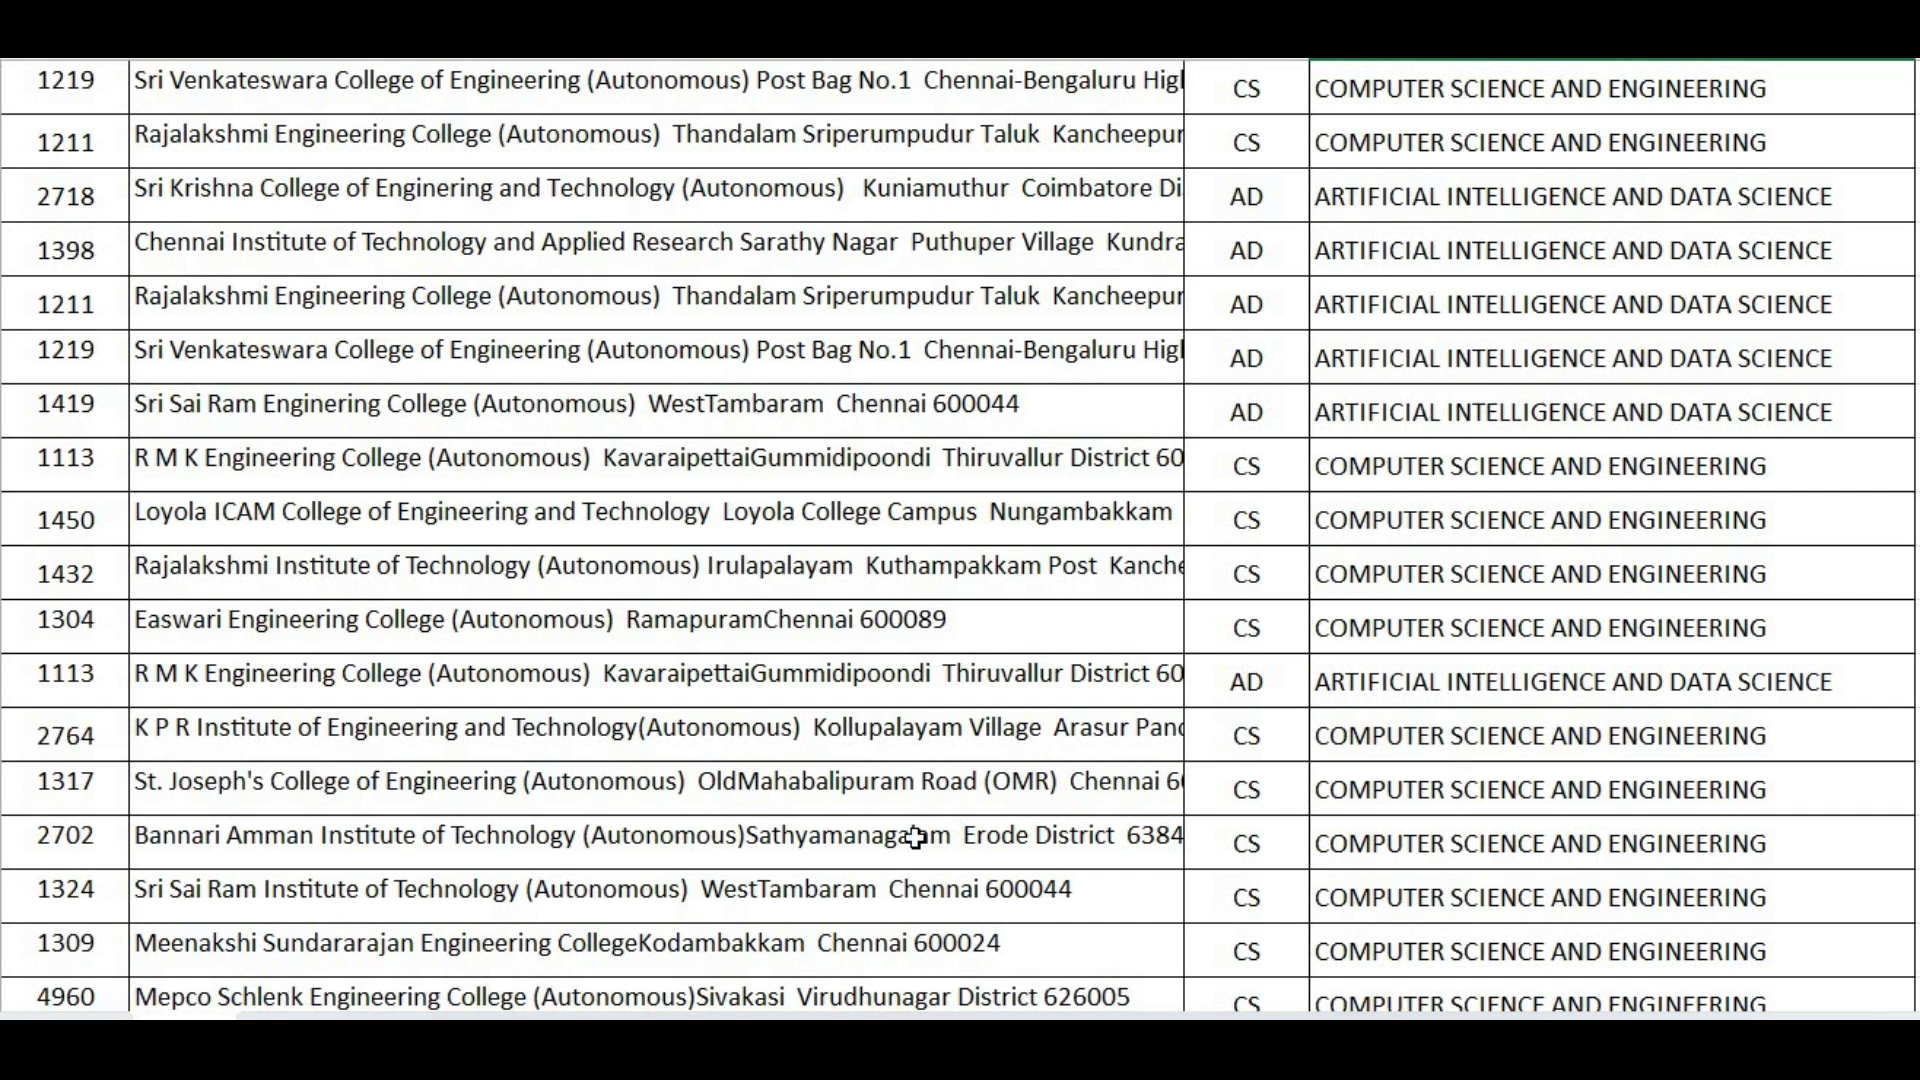 1219 Sri Venkateswara College of Engineering (Autonomous) Post Bag No.1 Chennai-Bengaluru CS COMPUTER SCIENCE AND ENGINEERING
1211 Rajalakshmi Engineering College (Autonomous) Thandalam Sriperumpudur Taluk CS COMPUTER SCIENCE AND ENGINEERING
2718 Sri Krishna College of Enginering and Technology (Autonomous) Kuniamuthur Coimbatore Di AD ARTIFICIAL INTELLIGENCE AND DATA SCIENCE
1398 Chennai Institute of Technology and Applied Research Sarathy Nagar Puthuper Village Kundra AD ARTIFICIAL INTELLIGENCE AND DATA SCIENCE
1211 Rajalakshmi Engineering College (Autonomous) Thandalam Sriperumpudur Taluk AD ARTIFICIAL INTELLIGENCE AND DATA SCIENCE
1219 Sri Venkateswara College of Engineering (Autonomous) Post Bag No.1 Chennai-Bengaluru AD ARTIFICIAL INTELLIGENCE AND DATA SCIENCE
1419 Sri Sai Ram Enginering College (Autonomous) WestTambaram Chennai 600044 AD ARTIFICIAL INTELLIGENCE AND DATA SCIENCE
1113 R M K Engineering College (Autonomous) KavaraipettaiGummidipoondi Thiruvallur District 60 CS COMPUTER SCIENCE AND ENGINEERING
1450 Loyola ICAM College of Engineering and Technology Loyola College Campus Nungambakkam CS COMPUTER SCIENCE AND ENGINEERING
1432 Rajalakshmi Institute of Technology (Autonomous) Irulapalayam Kuthampakkam Post Kanche CS COMPUTER SCIENCE AND ENGINEERING
1304 Easwari Engineering College (Autonomous) RamapuramChennai 600089 CS COMPUTER SCIENCE AND ENGINEERING
1113 R M K Engineering College (Autonomous) KavaraipettaiGummidipoondi Thiruvallur District 60 AD ARTIFICIAL INTELLIGENCE AND DATA SCIENCE
2764 K P R Institute of Engineering and Technology(Autonomous) Kollupalayam Village Arasur CS COMPUTER SCIENCE AND ENGINEERING
1317 St. Joseph's College of Engineering (Autonomous) OldMahabalipuram Road (OMR) Chennai CS COMPUTER SCIENCE AND ENGINEERING
2702 Bannari Amman Institute of Technology (Autonomous)Sathyamanagalam Erode District 6384 CS COMPUTER SCIENCE AND ENGINEERING
1324 Sri Sai Ram Institute of Technology (Autonomous) WestTambaram Chennai 600044 CS COMPUTER SCIENCE AND ENGINEERING
1309 Meenakshi Sundararajan Engineering CollegeKodambakkam Chennai 600024 CS COMPUTER SCIENCE AND ENGINEERING
4960 Mepco Schlenk Engineering College (Autonomous)Sivakasi Virudhunagar District 626005 CS COMPUTER SCIENCE AND ENGINEERING